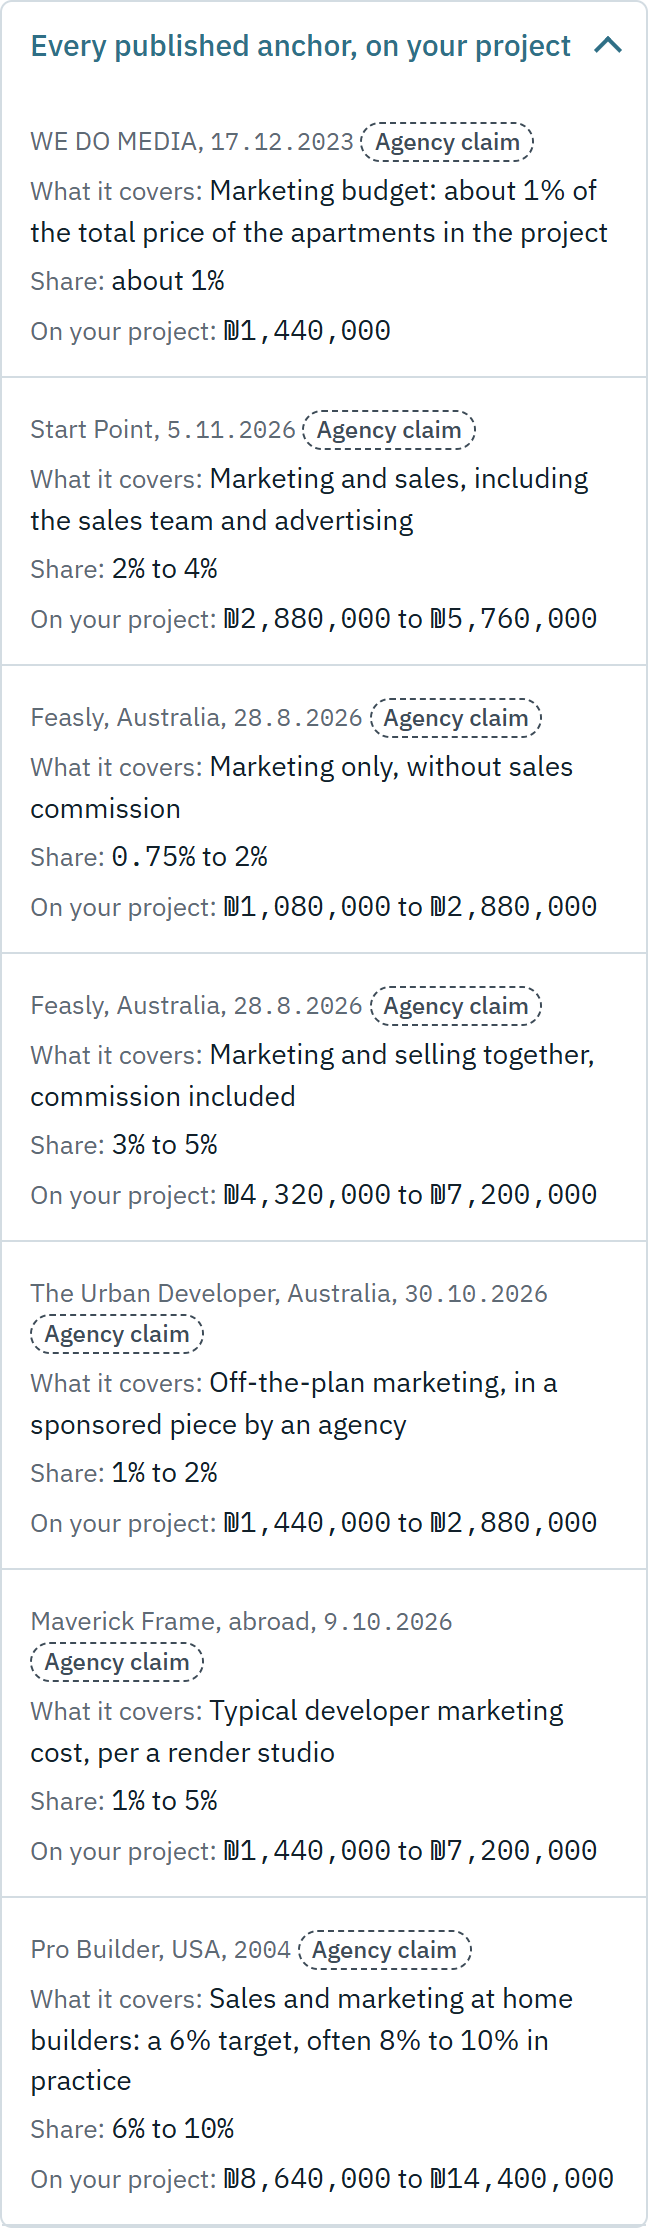 Every published anchor, on your project
WE DO MEDIA, 17.12.2023 Agency claim
What it covers: Marketing budget: about 1% of
the total price of the apartments in the project
Share: about 1%
On your project: ₪1,440,000
Start Point, 5.11.2026 Agency claim
What it covers: Marketing and sales, including
the sales team and advertising
Share: 2% to 4%
On your project: ₪2,880,000 to ₪5,760,000
Feasly, Australia, 28.8.2026 Agency claim
What it covers: Marketing only, without sales
commission
Share: 0.75% to 2%
On your project: ₪1,080,000 to ₪2,880,000
Feasly, Australia, 28.8.2026 Agency claim
What it covers: Marketing and selling together,
commission included
Share: 3% to 5%
On your project: ₪4,320,000 to ₪7,200,000
The Urban Developer, Australia, 30.10.2026
Agency claim
What it covers: Off-the-plan marketing, in a
sponsored piece by an agency
Share: 1% to 2%
On your project: ₪1,440,000 to ₪2,880,000
Maverick Frame, abroad, 9.10.2026
Agency claim
What it covers: Typical developer marketing
cost, per a render studio
Share: 1% to 5%
On your project: ₪1,440,000 to ₪7,200,000
Pro Builder, USA, 2004 Agency claim
What it covers: Sales and marketing at home
builders: a 6% target, often 8% to 10% in
practice
Share: 6% to 10%
On your project: ₪8,640,000 to ₪14,400,000